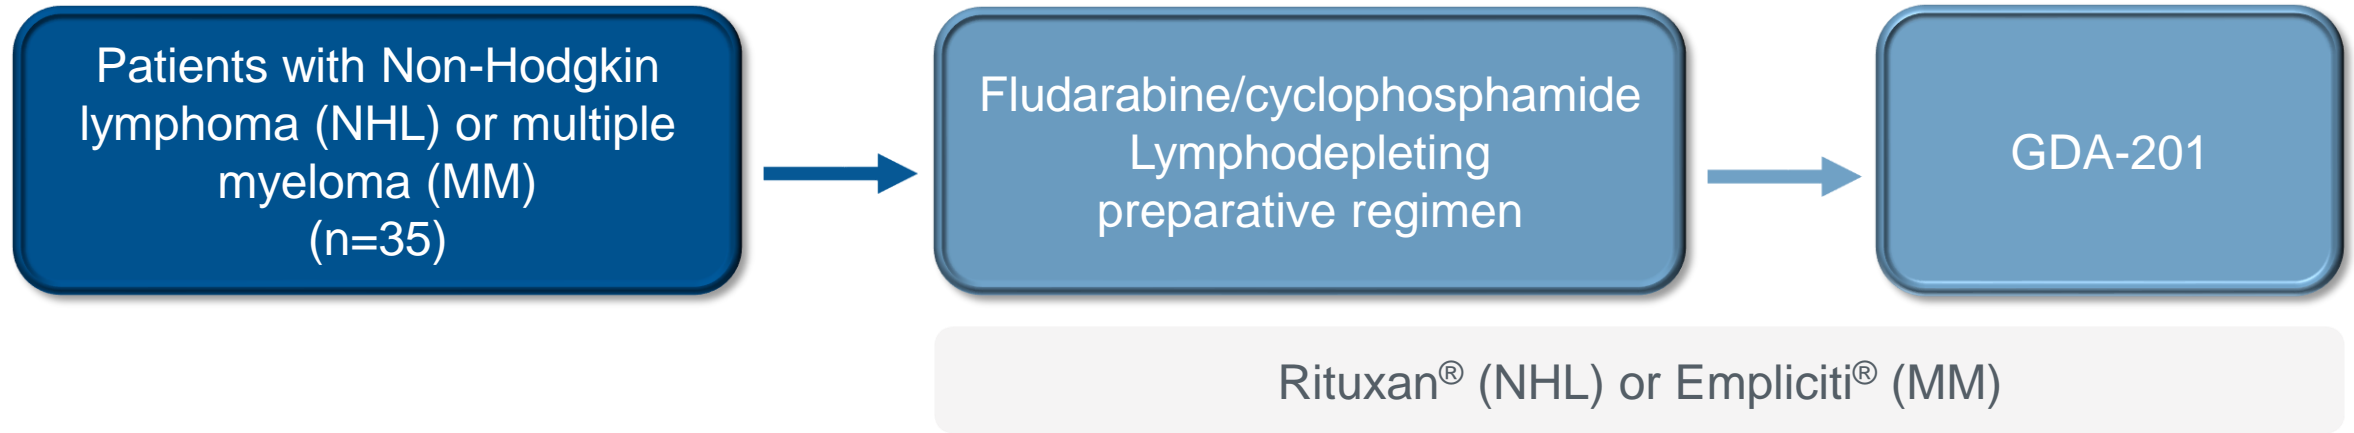 Patients with Non-Hodgkin
lymphoma (NHL) or multiple
myeloma (MM)
(n=35)
Fludarabine/cyclophosphamide
Lymphodepleting
preparative regimen
GDA-201
Rituxan® (NHL) or Empliciti® (MM)